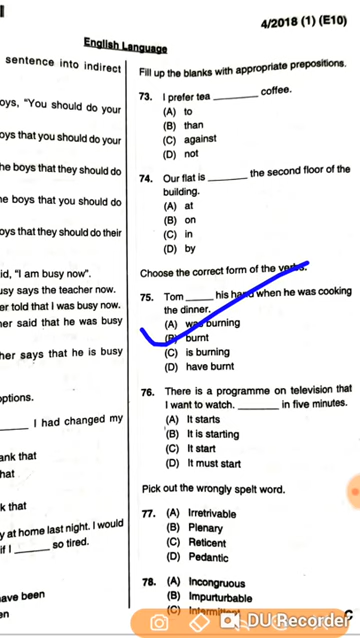 4/2018 (1) (E10)
English Language
sentence into indirect
oys, "You should do your
oys that you should do your
he boys that they should do
he boys that you should do
oys that they should do their
id, "I am busy now".
usy says the teacher now.
er told that I was busy now.
her said that he was busy
her says that he is busy
options.
______ I had changed my
ank that
hat
k that
y at home last night. I would
if I ______ so tired.
ave been
en
Fill up the blanks with appropriate prepositions.
73. I prefer tea ______ coffee.
(A) to
(B) than
(C) against
(D) not
74. Our flat is ______ the second floor of the
building.
(A) at
(B) on
(C) in
(D) by
Choose the correct form of the verbs.
75. Tom ______ his hand when he was cooking
the dinner.
(A) was burning
(B) burnt
(C) is burning
(D) have burnt
76. There is a programme on television that
I want to watch. ______ in five minutes.
(A) It starts
(B) It is starting
(C) It start
(D) It must start
Pick out the wrongly spelt word.
77. (A) Irretrivable
(B) Plenary
(C) Reticent
(D) Pedantic
78. (A) Incongruous
(B) Impurturbable
(C)
DU Recorder